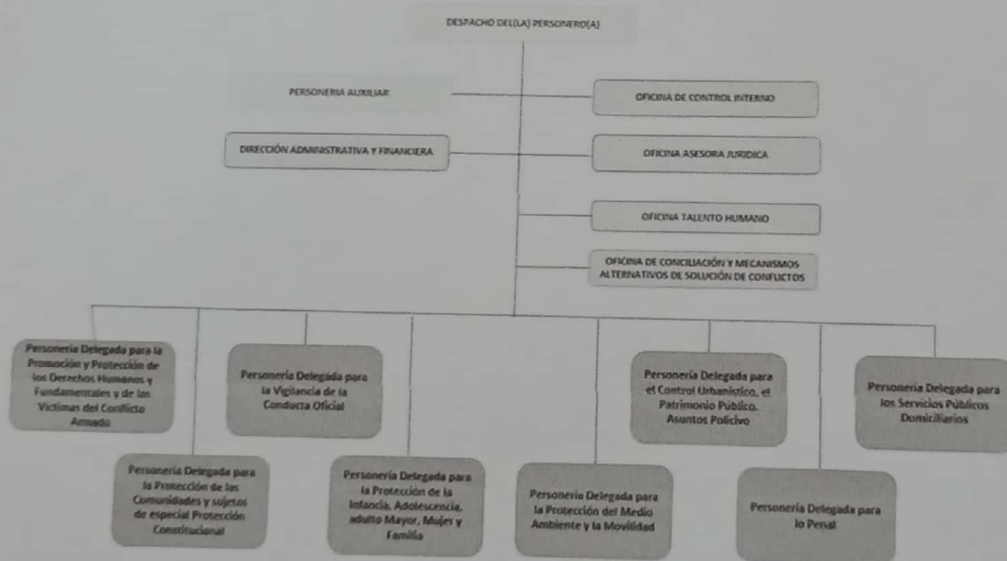 DESPACHO DEL(LA) PERSONERO(A)
PERSONERIA AUXILIAR
OFICINA DE CONTROL INTERNO
DIRECCIÓN ADMINISTRATIVA Y FINANCIERA
OFICINA ASESORA JURIDICA
OFICINA TALENTO HUMANO
OFICINA DE CONCILIACIÓN Y MECANISMOS
ALTERNATIVOS DE SOLUCIÓN DE CONFLICTOS
Personería Delegada para la
Promoción y Protección de
los Derechos Humanos y
Fundamentales y de las
Victimas del Conflicto
Armado
Personería Delegada para
la Vigilancia de la
Conducta Oficial
Personería Delegada para
el Control Urbanístico, el
Patrimonio Público.
Asuntos Policivo
Personería Delegada para
los Servicios Públicos
Domiciliarios
Personería Delegada para
la Protección de las
Comunidades y sujetos
de especial Protección
Constitucional
Personería Delegada para
la Protección de la
Infancia, Adolescencia,
adulto Mayor, Mujer y
Familia
Personería Delegada para
la Protección del Medio
Ambiente y la Movilidad
Personería Delegada para
lo Penal